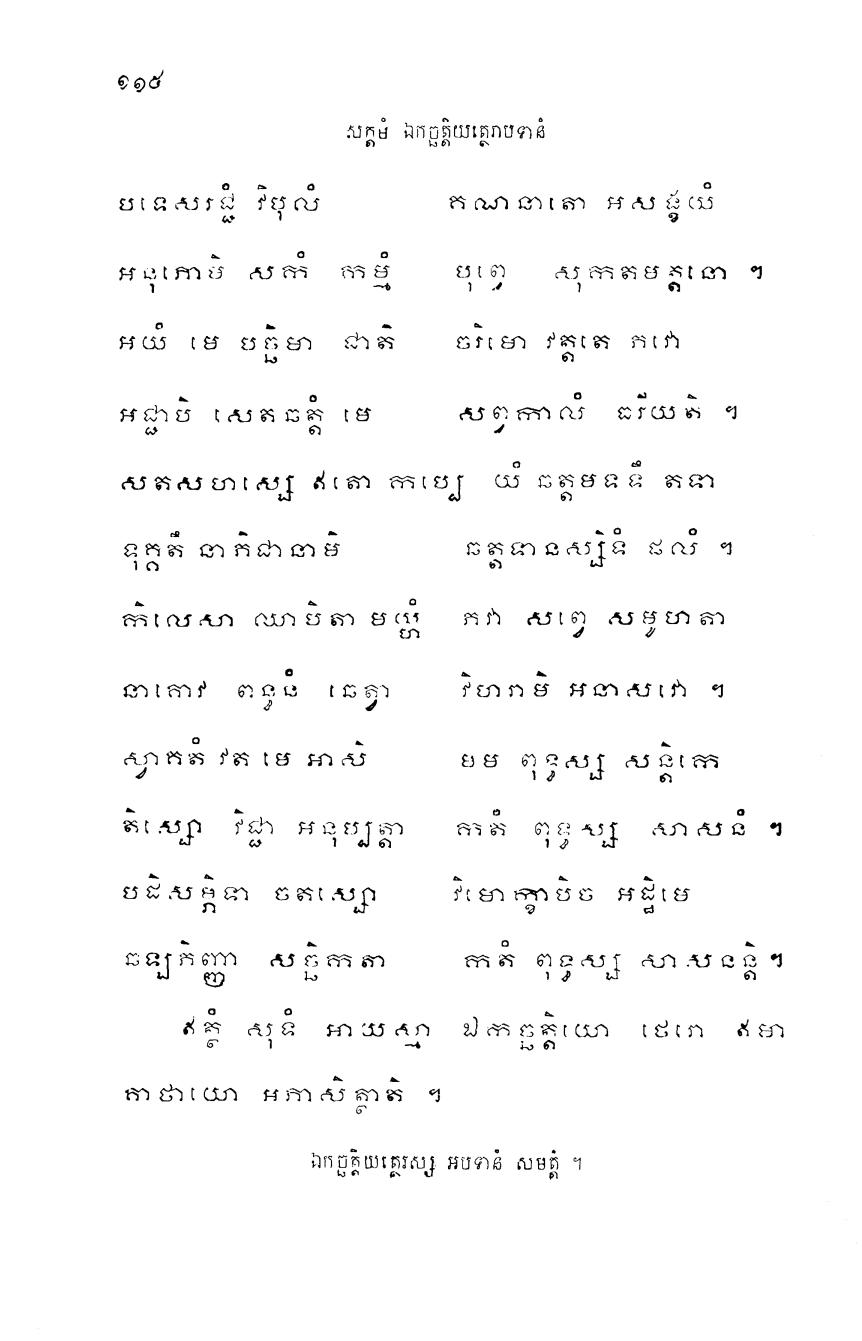 ១១៥
សត្តមំ ឯកច្ឆត្តិយត្ថេរាបទានំ
បទេសរជ្ជំ វិបុលំ គណនាតោ អសង្ខយំ
អនុភោមិ សកំ កម្មំ បុព្វេ សុកតមត្តនោ ។
អយំ មេ បច្ឆិមា ជាតិ ចរិមោ វត្តតេ ភវោ
អជ្ជាបិ សេតឆត្តំ មេ សព្វកាលំ ធរីយតិ ។
សតសហស្សេ ឥតោ កប្បេ យំ ឆត្តមទទឹ តទា
ទុគ្គតឹ នាភិជានាមិ ឆត្តទានស្សិទំ ផលំ ។
កិលេសា ឈាបិតា មយ្ហំ ភវា សព្វេ សមូហតា
នាគោវ ពន្ធនំ ឆេត្វា វិហរាមិ អនាសវោ ។
ស្វាគតំ វត មេ អាសិ មម ពុទ្ធស្ស សន្តិកេ
តិស្សោ វិជ្ជា អនុប្បត្តា កតំ ពុទ្ធស្ស សាសនំ ។
បដិសម្ភិទា ចតស្សោ វិមោក្ខាបិច អដ្ឋិមេ
ឆឡភិញ្ញា សច្ឆិកតា កតំ ពុទ្ធស្ស សាសនន្តិ។
ឥត្ថំ សុទំ អាយស្មា ឯកច្ឆត្តិយោ ថេរោ ឥមា
គាថាយោ អភាសិត្ថាតិ ។
ឯកច្ឆត្តិយត្ថេរស្ស អបទានំ សមត្តំ ។